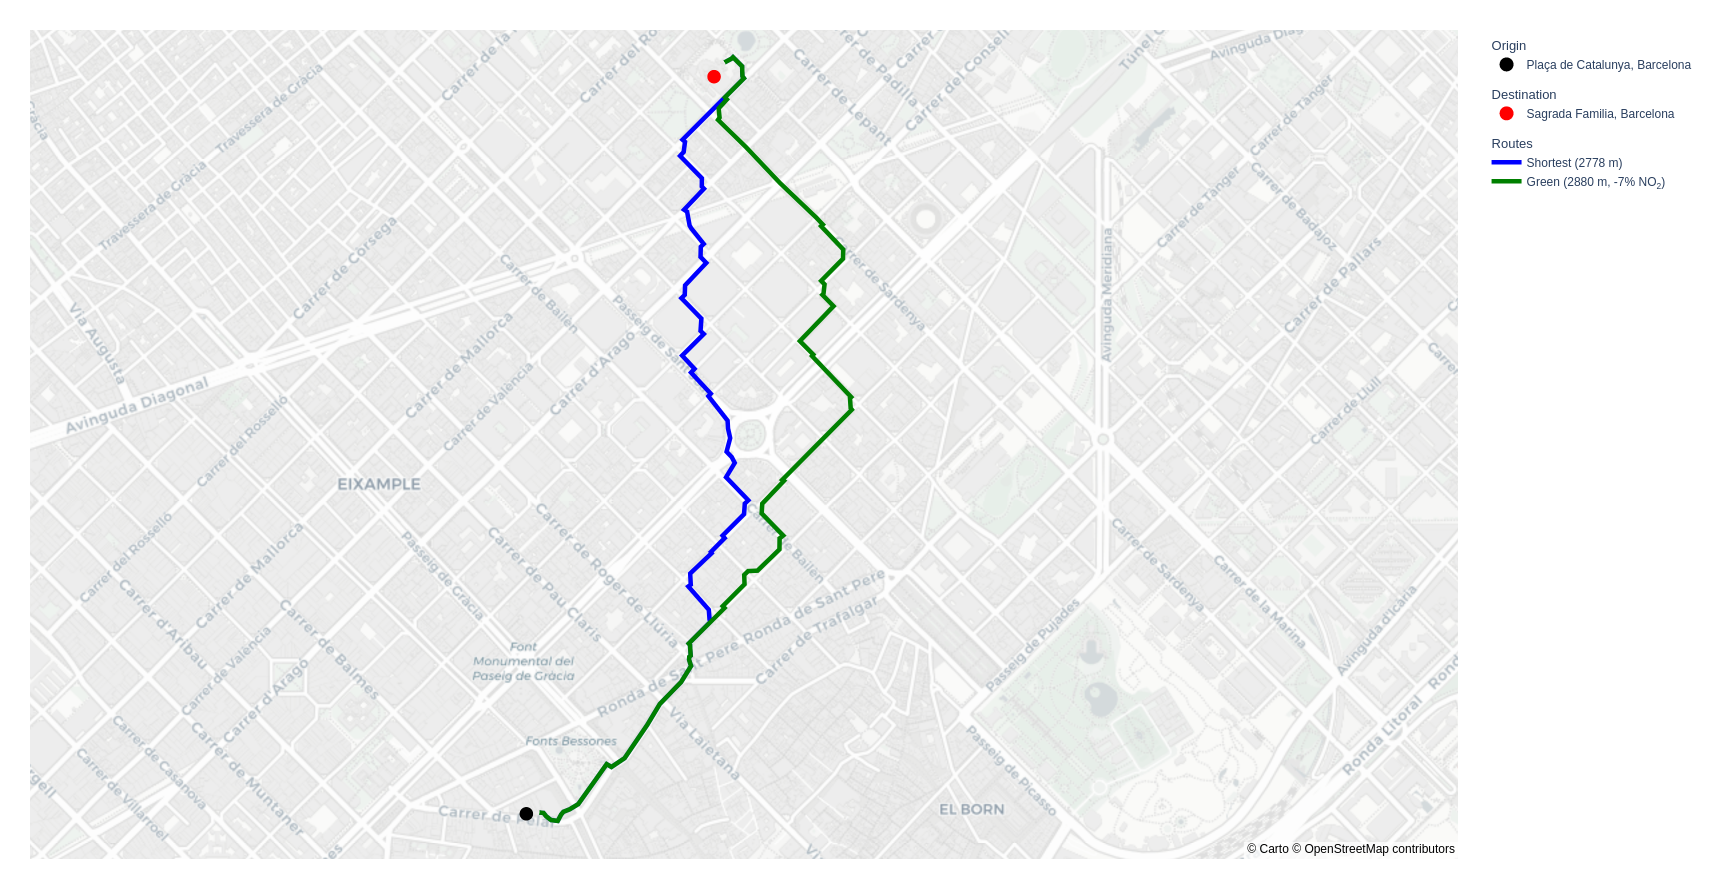 Origin
Plaça de Catalunya, Barcelona
Destination
Sagrada Familia, Barcelona
Routes
Shortest (2778 m)
Green (2880 m, -7% NO₂)
Carrer de la
Carrer del Ro
Carrer de Padilla
Carrer del Consell
Túnel
Avinguda Diag
Travessera de Gràcia
Carrer de Lepant
Carrer de Tànger
Travessera de Gràcia
Carrer de Còrsega
Carrer de Tànger
Carrer de Badajoz
Carrer de Sardenya
Carrer de Pallars
Avinguda Meridiana
Carrer de Bailèn
Passeig de Sant
Via Augusta
Carrer de Mallorca
Carrer d'Aragó
Carrer de València
Avinguda Diagonal
Carrer del Rosselló
Carrer de Llull
EIXAMPLE
Carrer de Bailèn
Carrer del Rosselló
Carrer de Mallorca
Passeig de Gràcia
Carrer de Pau Claris
Carrer de Roger de Llúria
Carrer de Sardenya
Carrer de la Marina
Ronda de Sant Pere
Ronda de Sant Pere
Carrer de Trafalgar
Carrer d'Aribau
Carrer de Balmes
Carrer de València
Carrer d'Aragó
Font
Monumental del
Passeig de Gràcia
Passeig de Pujades
Avinguda d'Icària
Ronda Litoral
Via Laietana
Fonts Bessones
Carrer de Casanova
Carrer de Villarroel
Carrer de Muntaner
Carrer de Pelai
Passeig de Picasso
EL BORN
© Carto © OpenStreetMap contributors